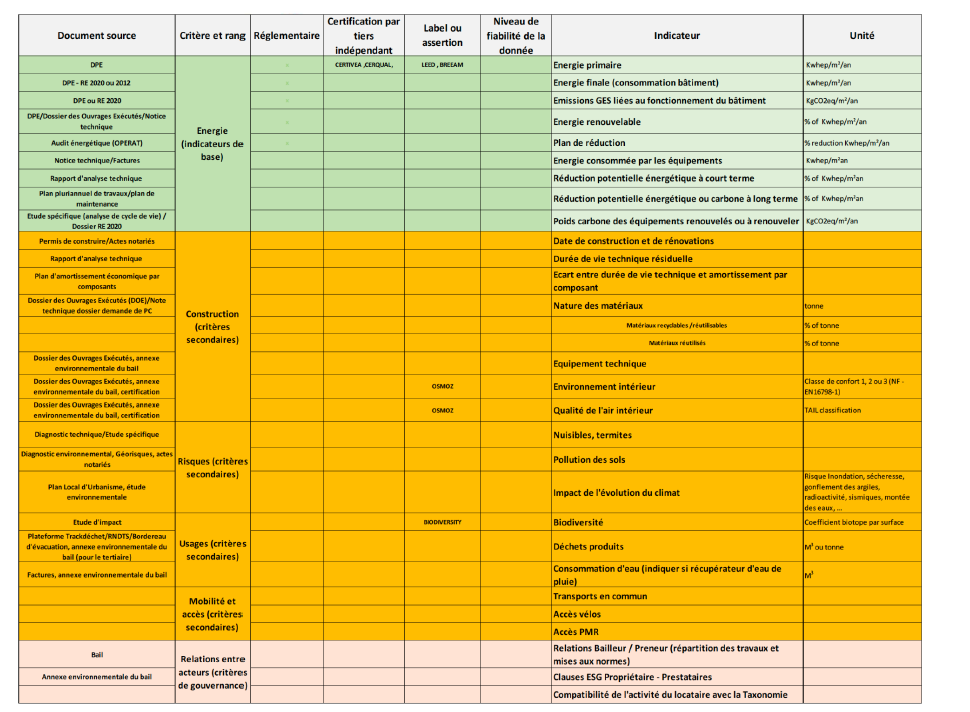 Document source Critère et rang Réglementaire Certification par tiers indépendant Label ou assertion Niveau de fiabilité de la donnée Indicateur Unité
DPE CERTIVEA ,CERQUAL, LEED , BREEAM Energie primaire Kwhep/m²/an
DPE - RE 2020 ou 2012 Energie finale (consommation bâtiment) Kwhep/m²/an
DPE ou RE 2020 Emissions GES liées au fonctionnement du bâtiment KgCO2eq/m²/an
DPE/Dossier des Ouvrages Exécutés/Notice technique Energie renouvelable % of Kwhep/m²/an
Energie (indicateurs de base)
Audit énergétique (OPERAT) Plan de réduction % reduction Kwhep/m²/an
Notice technique/Factures Energie consommée par les équipements Kwhep/m²an
Rapport d'analyse technique Réduction potentielle énergétique à court terme % of Kwhep/m²an
Plan pluriannuel de travaux/plan de maintenance Réduction potentielle énergétique ou carbone à long terme % of Kwhep/m²an
Etude spécifique (analyse de cycle de vie) / Dossier RE 2020 Poids carbone des équipements renouvelés ou à renouveler KgCO2eq/m²/an
Permis de construire/Actes notariés Date de construction et de rénovations
Rapport d'analyse technique Durée de vie technique résiduelle
Plan d'amortissement économique par composants Ecart entre durée de vie technique et amortissement par composant
Dossier des Ouvrages Exécutés (DOE)/Note technique dossier demande de PC Nature des matériaux tonne
Construction (critères secondaires)
Matériaux recyclables /réutilisables % of tonne
Matériaux réutilisés % of tonne
Dossier des Ouvrages Exécutés, annexe environnementale du bail Equipement technique
Dossier des Ouvrages Exécutés, annexe environnementale du bail, certification OSMOZ Environnement intérieur Classe de confort 1, 2 ou 3 (NF - EN16798-1)
Dossier des Ouvrages Exécutés, annexe environnementale du bail, certification OSMOZ Qualité de l'air intérieur TAIL classification
Diagnostic technique/Etude spécifique Nuisibles, termites
Diagnostic environnemental, Géorisques, actes notariés Risques (critères secondaires) Pollution des sols
Plan Local d'Urbanisme, étude environnementale Impact de l'évolution du climat Risque Inondation, sécheresse, gonflement des argiles, radioactivité, sismiques, montée des eaux, ...
Etude d'impact BIODIVERSITY Biodiversité Coefficient biotope par surface
Plateforme Trackdéchet/RNDTS/Bordereau d'évacuation, annexe environnementale du bail (pour le tertiaire) Usages (critères secondaires) Déchets produits M³ ou tonne
Factures, annexe environnementale du bail Consommation d'eau (indiquer si récupérateur d'eau de pluie) M³
Transports en commun
Mobilité et accès (critères secondaires) Accès vélos
Accès PMR
Bail Relations Bailleur / Preneur (répartition des travaux et mises aux normes)
Relations entre acteurs (critères de gouvernance)
Annexe environnementale du bail Clauses ESG Propriétaire - Prestataires
Compatibilité de l'activité du locataire avec la Taxonomie